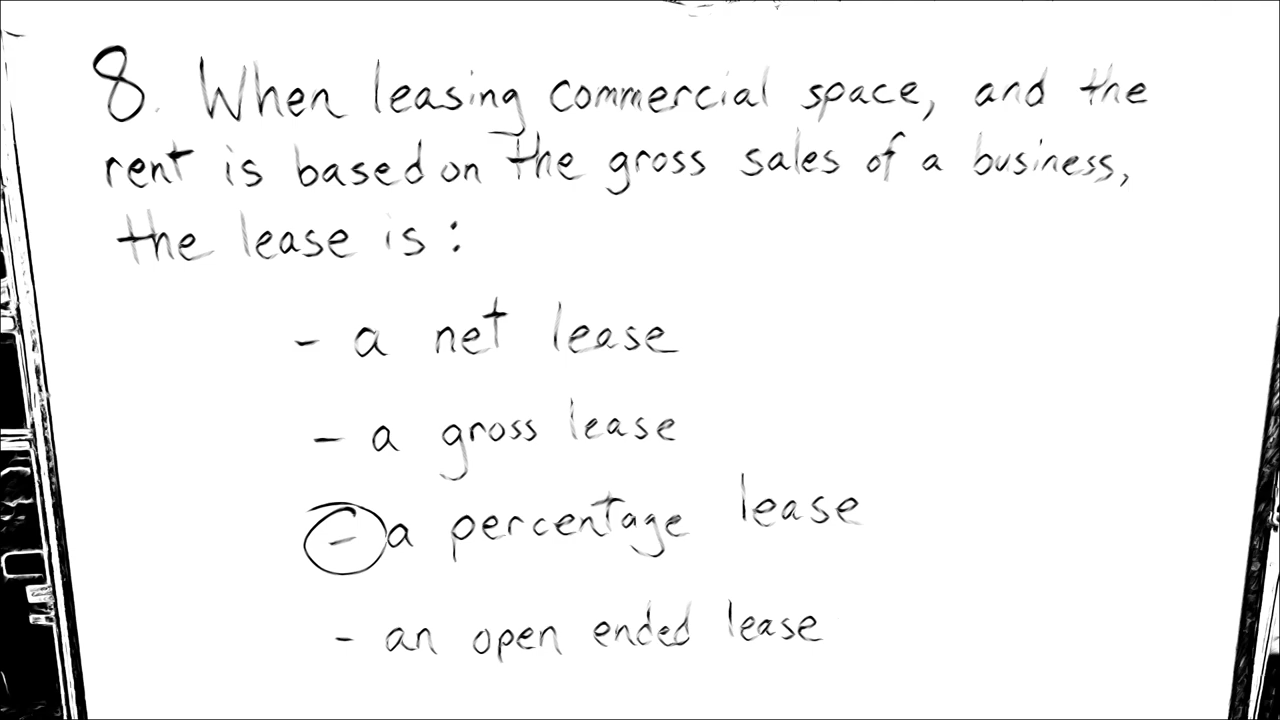 8. When leasing commercial space, and the
rent is based on the gross sales of a business,
the lease is:
- a net lease
- a gross lease
- a percentage lease
- an open ended lease